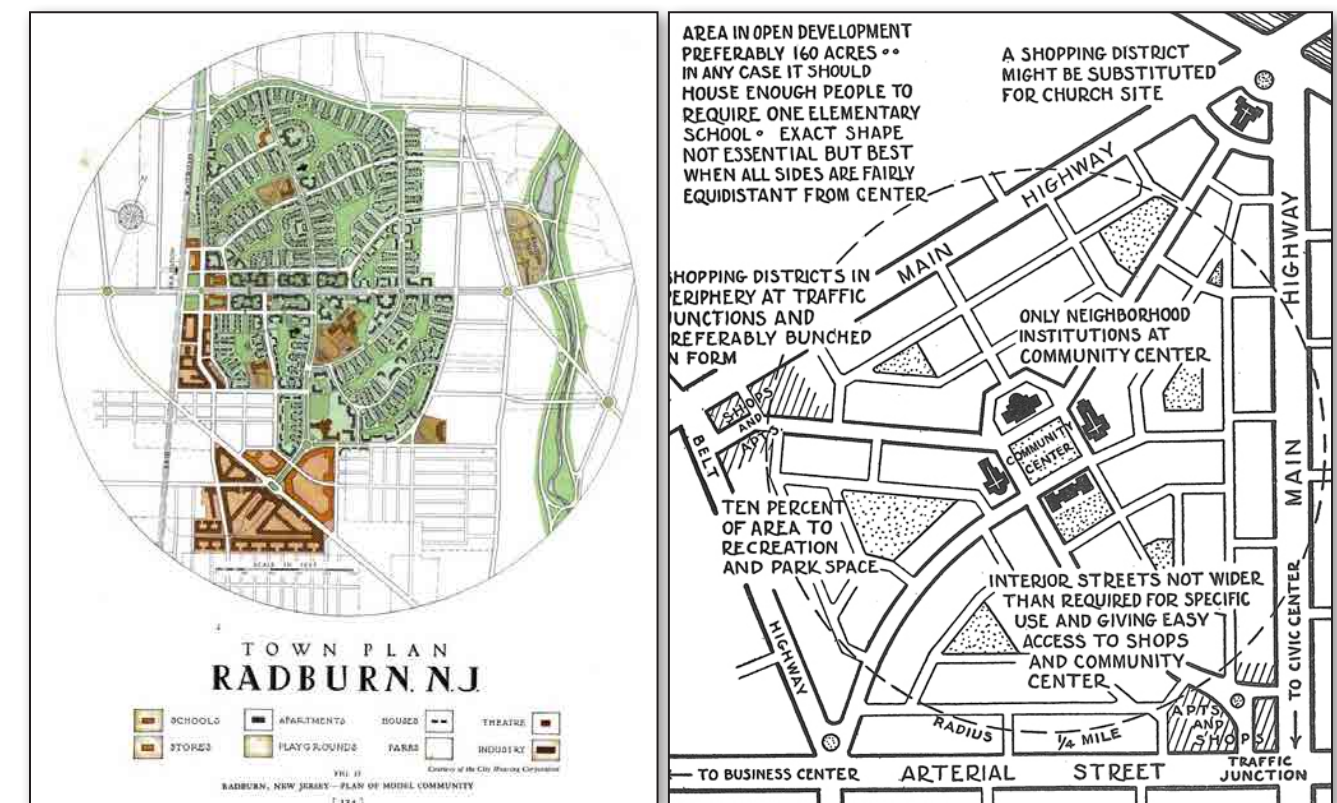 N
SCALE IN FEET
TOWN PLAN
RADBURN. N.J.
SCHOOLS
APARTMENTS
HOUSES
THEATRE
STORES
PLAYGROUNDS
PARKS
INDUSTRY
Courtesy of the City Housing Corporation
RADBURN, NEW JERSEY—PLAN OF MODEL COMMUNITY
AREA IN OPEN DEVELOPMENT
PREFERABLY 160 ACRES • •
IN ANY CASE IT SHOULD
HOUSE ENOUGH PEOPLE TO
REQUIRE ONE ELEMENTARY
SCHOOL • EXACT SHAPE
NOT ESSENTIAL BUT BEST
WHEN ALL SIDES ARE FAIRLY
EQUIDISTANT FROM CENTER
A SHOPPING DISTRICT
MIGHT BE SUBSTITUTED
FOR CHURCH SITE
MAIN HIGHWAY
HIGHWAY
MAIN
SHOPPING DISTRICTS IN
PERIPHERY AT TRAFFIC
JUNCTIONS AND
REFERABLY BUNCHED
N FORM
ONLY NEIGHBORHOOD
INSTITUTIONS AT
COMMUNITY CENTER
SHOPS
AND
APTS.
BELT
COMMUNITY
CENTER
TEN PERCENT
OF AREA TO
RECREATION
AND PARK SPACE
INTERIOR STREETS NOT WIDER
THAN REQUIRED FOR SPECIFIC
USE AND GIVING EASY
ACCESS TO SHOPS
AND COMMUNITY
CENTER
HIGHWAY
TO CIVIC CENTER
RADIUS
1/4 MILE
APTS
AND
SHOPS
TRAFFIC
JUNCTION
TO BUSINESS CENTER
ARTERIAL STREET